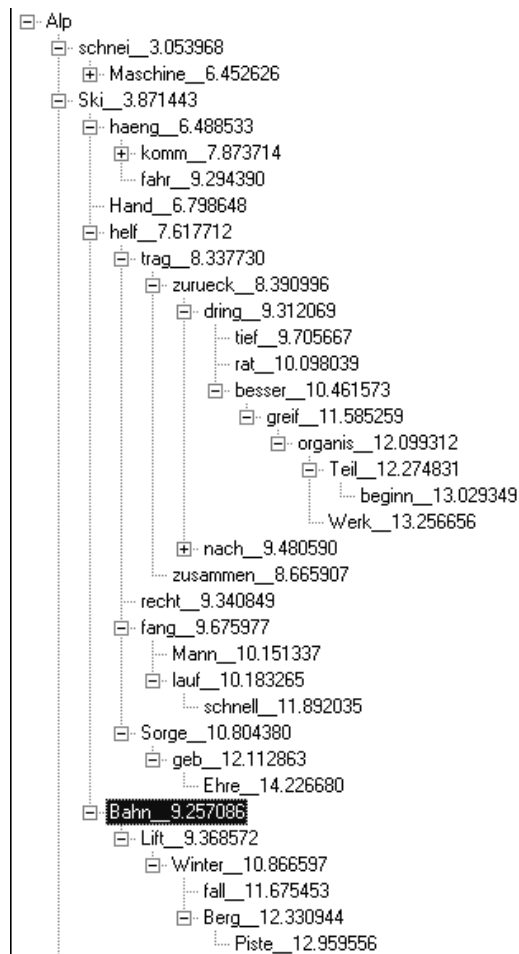 Alp
schnei__3.053968
Maschine__6.452626
Ski__3.871443
haeng__6.488533
komm__7.873714
fahr__9.294390
Hand__6.798648
helf__7.617712
trag__8.337730
zurueck__8.390996
dring__9.312069
tief__9.705667
rat__10.098039
besser__10.461573
greif__11.585259
organis__12.099312
Teil__12.274831
beginn__13.029349
Werk__13.256656
nach__9.480590
zusammen__8.665907
recht__9.340849
fang__9.675977
Mann__10.151337
lauf__10.183265
schnell__11.892035
Sorge__10.804380
geb__12.112863
Ehre__14.226680
Bahn__9.257086
Lift__9.368572
Winter__10.866597
fall__11.675453
Berg__12.330944
Piste__12.959556